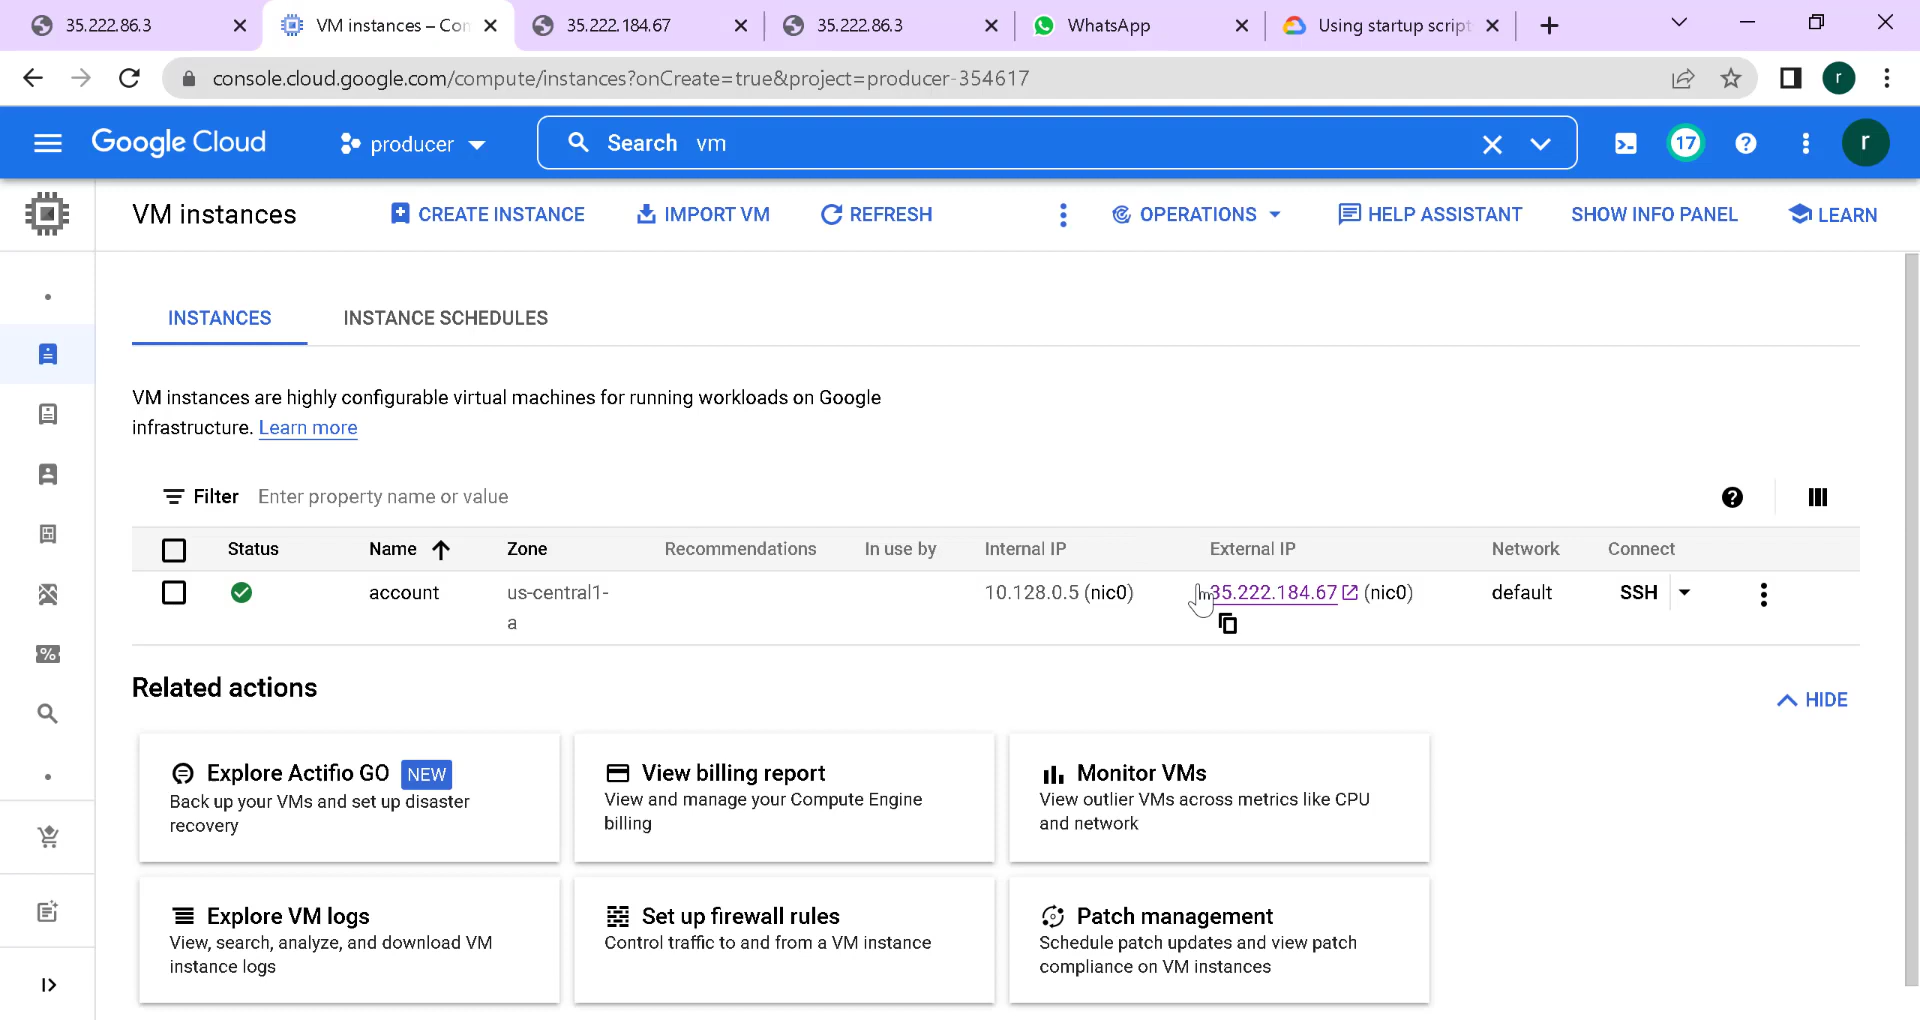 35.222.86.3
VM instances – Con
35.222.184.67
35.222.86.3
WhatsApp
Using startup script
console.cloud.google.com/compute/instances?onCreate=true&project=producer-354617
r
Google Cloud
producer
Search vm
17
r
VM instances
CREATE INSTANCE
IMPORT VM
REFRESH
OPERATIONS
HELP ASSISTANT
SHOW INFO PANEL
LEARN
INSTANCES
INSTANCE SCHEDULES
VM instances are highly configurable virtual machines for running workloads on Google
infrastructure. Learn more
Filter Enter property name or value
Status Name Zone Recommendations In use by Internal IP External IP Network Connect
account us-central1- 10.128.0.5 (nic0) 35.222.184.67 (nic0) default SSH
a
Related actions
HIDE
Explore Actifio GO NEW
Back up your VMs and set up disaster
recovery
View billing report
View and manage your Compute Engine
billing
Monitor VMs
View outlier VMs across metrics like CPU
and network
Explore VM logs
View, search, analyze, and download VM
instance logs
Set up firewall rules
Control traffic to and from a VM instance
Patch management
Schedule patch updates and view patch
compliance on VM instances